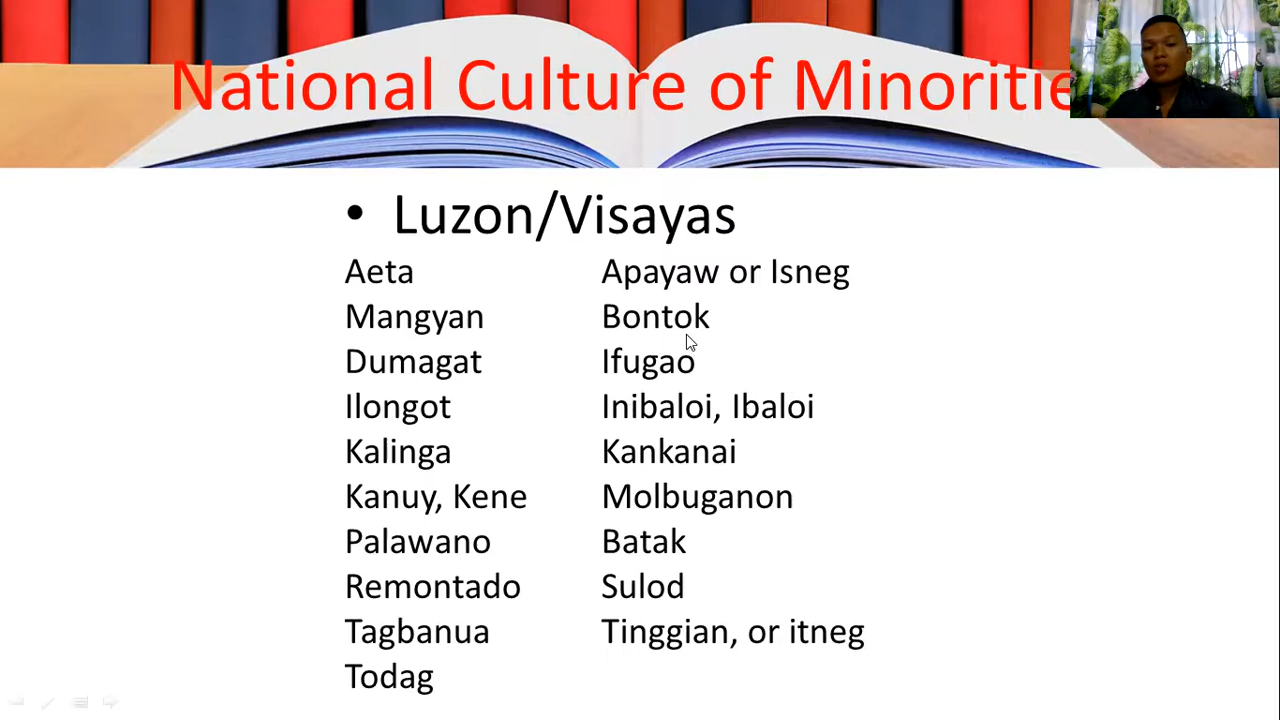 National Culture of Minoritie
• Luzon/Visayas
Aeta
Mangyan
Dumagat
Ilongot
Kalinga
Kanuy, Kene
Palawano
Remontado
Tagbanua
Todag
Apayaw or Isneg
Bontok
Ifugao
Inibaloi, Ibaloi
Kankanai
Molbuganon
Batak
Sulod
Tinggian, or itneg